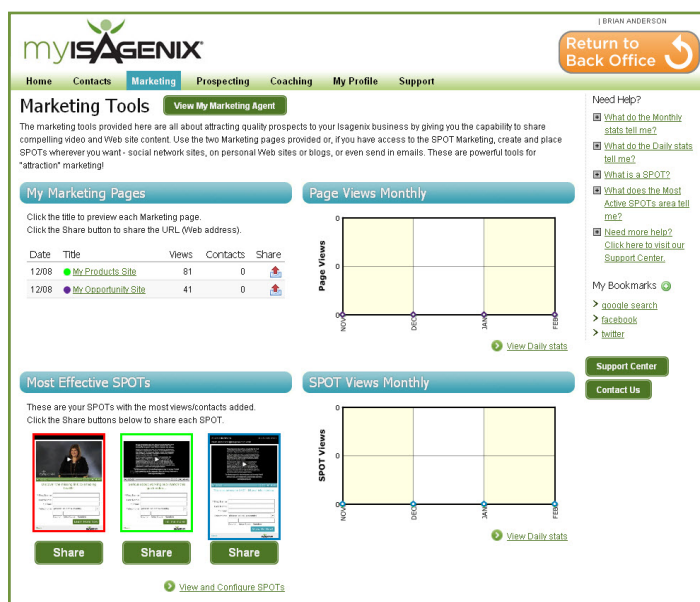 | BRIAN ANDERSON
myISAGENIX
Return to
Back Office
Home Contacts Marketing Prospecting Coaching My Profile Support
Marketing Tools
View My Marketing Agent
The marketing tools provided here are all about attracting quality prospects to your Isagenix business by giving you the capability to share
compelling video and Web site content. Use the two Marketing pages provided or, if you have access to the SPOT Marketing, create and place
SPOTs wherever you want - social network sites, on personal Web sites or blogs, or even send in emails. These are powerful tools for
"attraction" marketing!
My Marketing Pages
Click the title to preview each Marketing page.
Click the Share button to share the URL (Web address).
Date Title Views Contacts Share
12/08 My Products Site 81 0
12/08 My Opportunity Site 41 0
Page Views Monthly
Page Views
0
0
0
NOV DEC JAN FEB
View Daily stats
Most Effective SPOTs
These are your SPOTs with the most views/contacts added.
Click the Share buttons below to share each SPOT.
ISAGENIX
ISAGENIX
ISAGENIX
Share Share Share
View and Configure SPOTs
SPOT Views Monthly
SPOT Views
0
0
0
NOV DEC JAN FEB
View Daily stats
Need Help?
What do the Monthly
stats tell me?
What do the Daily stats
tell me?
What is a SPOT?
What does the Most
Active SPOTs area tell
me?
Need more help?
Click here to visit our
Support Center.
My Bookmarks
google search
facebook
twitter
Support Center
Contact Us